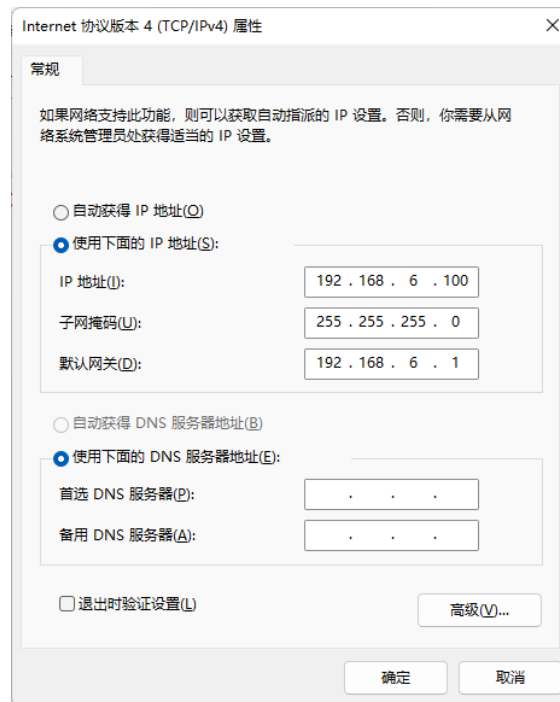 Internet 协议版本 4 (TCP/IPv4) 属性
常规
如果网络支持此功能，则可以获取自动指派的 IP 设置。否则，你需要从网
络系统管理员处获得适当的 IP 设置。
自动获得 IP 地址(O)
使用下面的 IP 地址(S):
IP 地址(I): 192 . 168 . 6 . 100
子网掩码(U): 255 . 255 . 255 . 0
默认网关(D): 192 . 168 . 6 . 1
自动获得 DNS 服务器地址(B)
使用下面的 DNS 服务器地址(E):
首选 DNS 服务器(P): . . .
备用 DNS 服务器(A): . . .
退出时验证设置(L)
高级(V)...
确定 取消